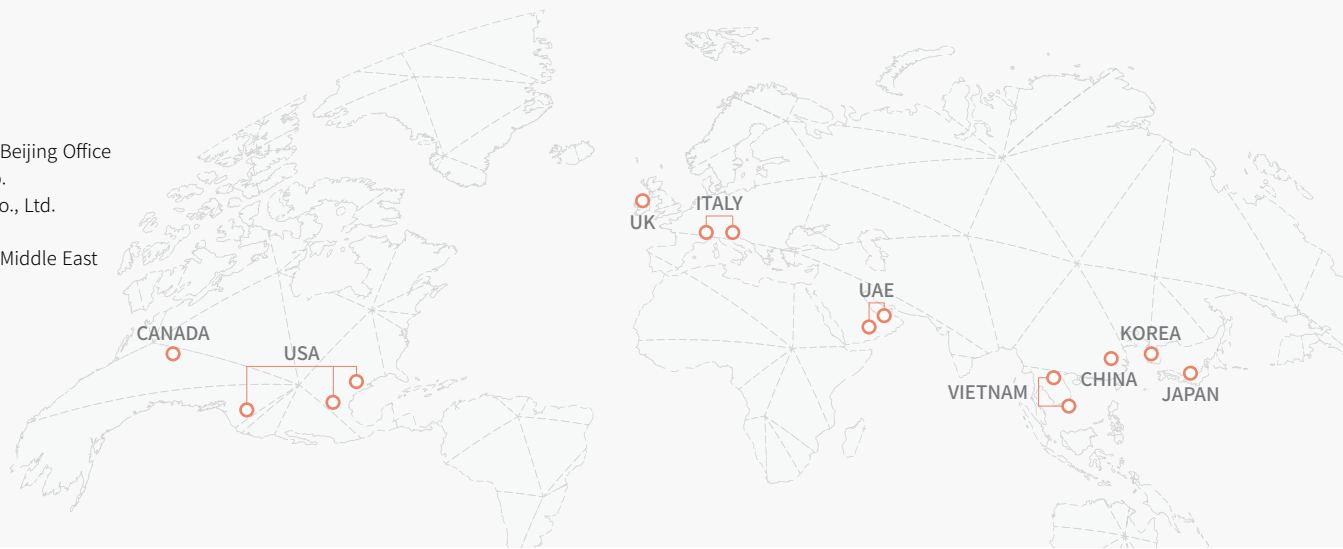 Beijing Office
o.
o., Ltd.
Middle East
CANADA
USA
UK
ITALY
UAE
VIETNAM
KOREA
CHINA
JAPAN